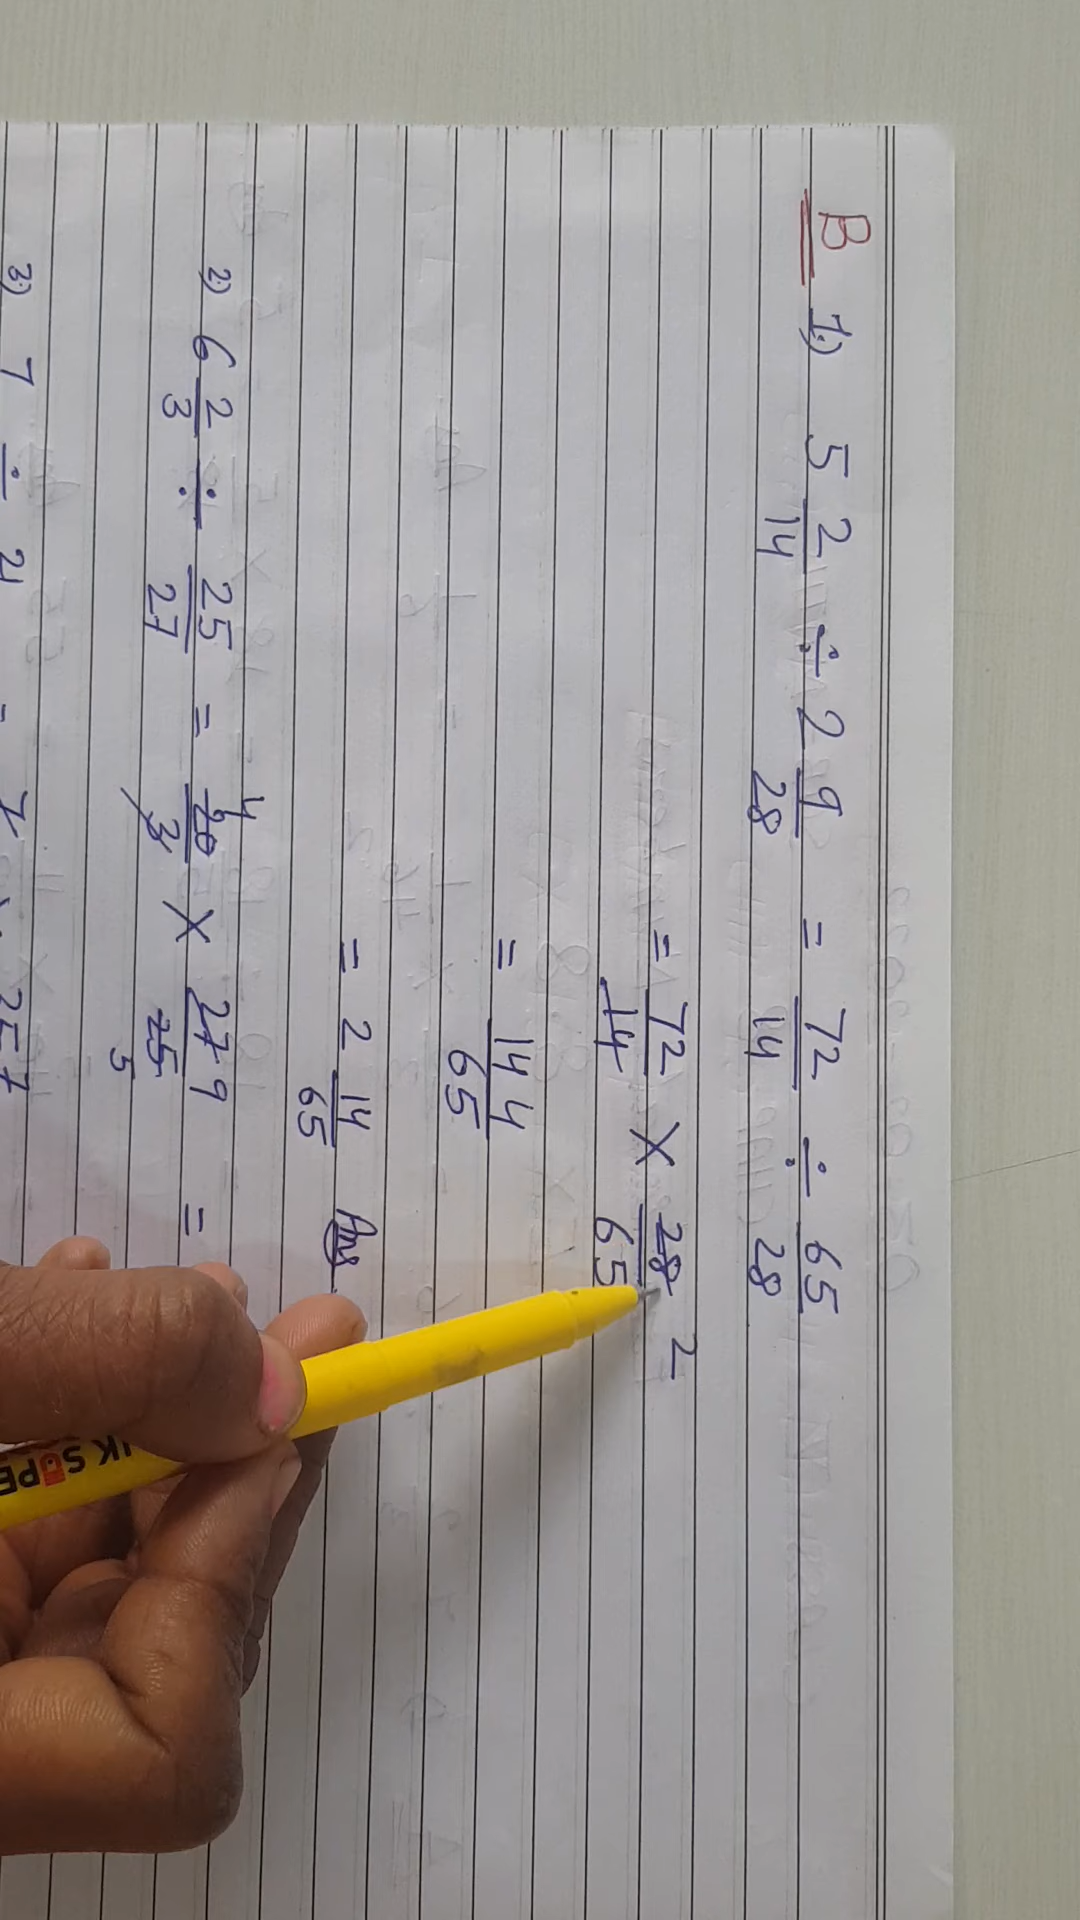 B 1.) 5 2/14 ÷ 2 9/28 = 72/14 ÷ 65/28
= 72/14 × 28/65 2
= 144/65
= 2 14/65 Ans
2.) 6 2/3 ÷ 25/27 = 20/3 4 × 27/25 9 5 =
3.) 7 ÷